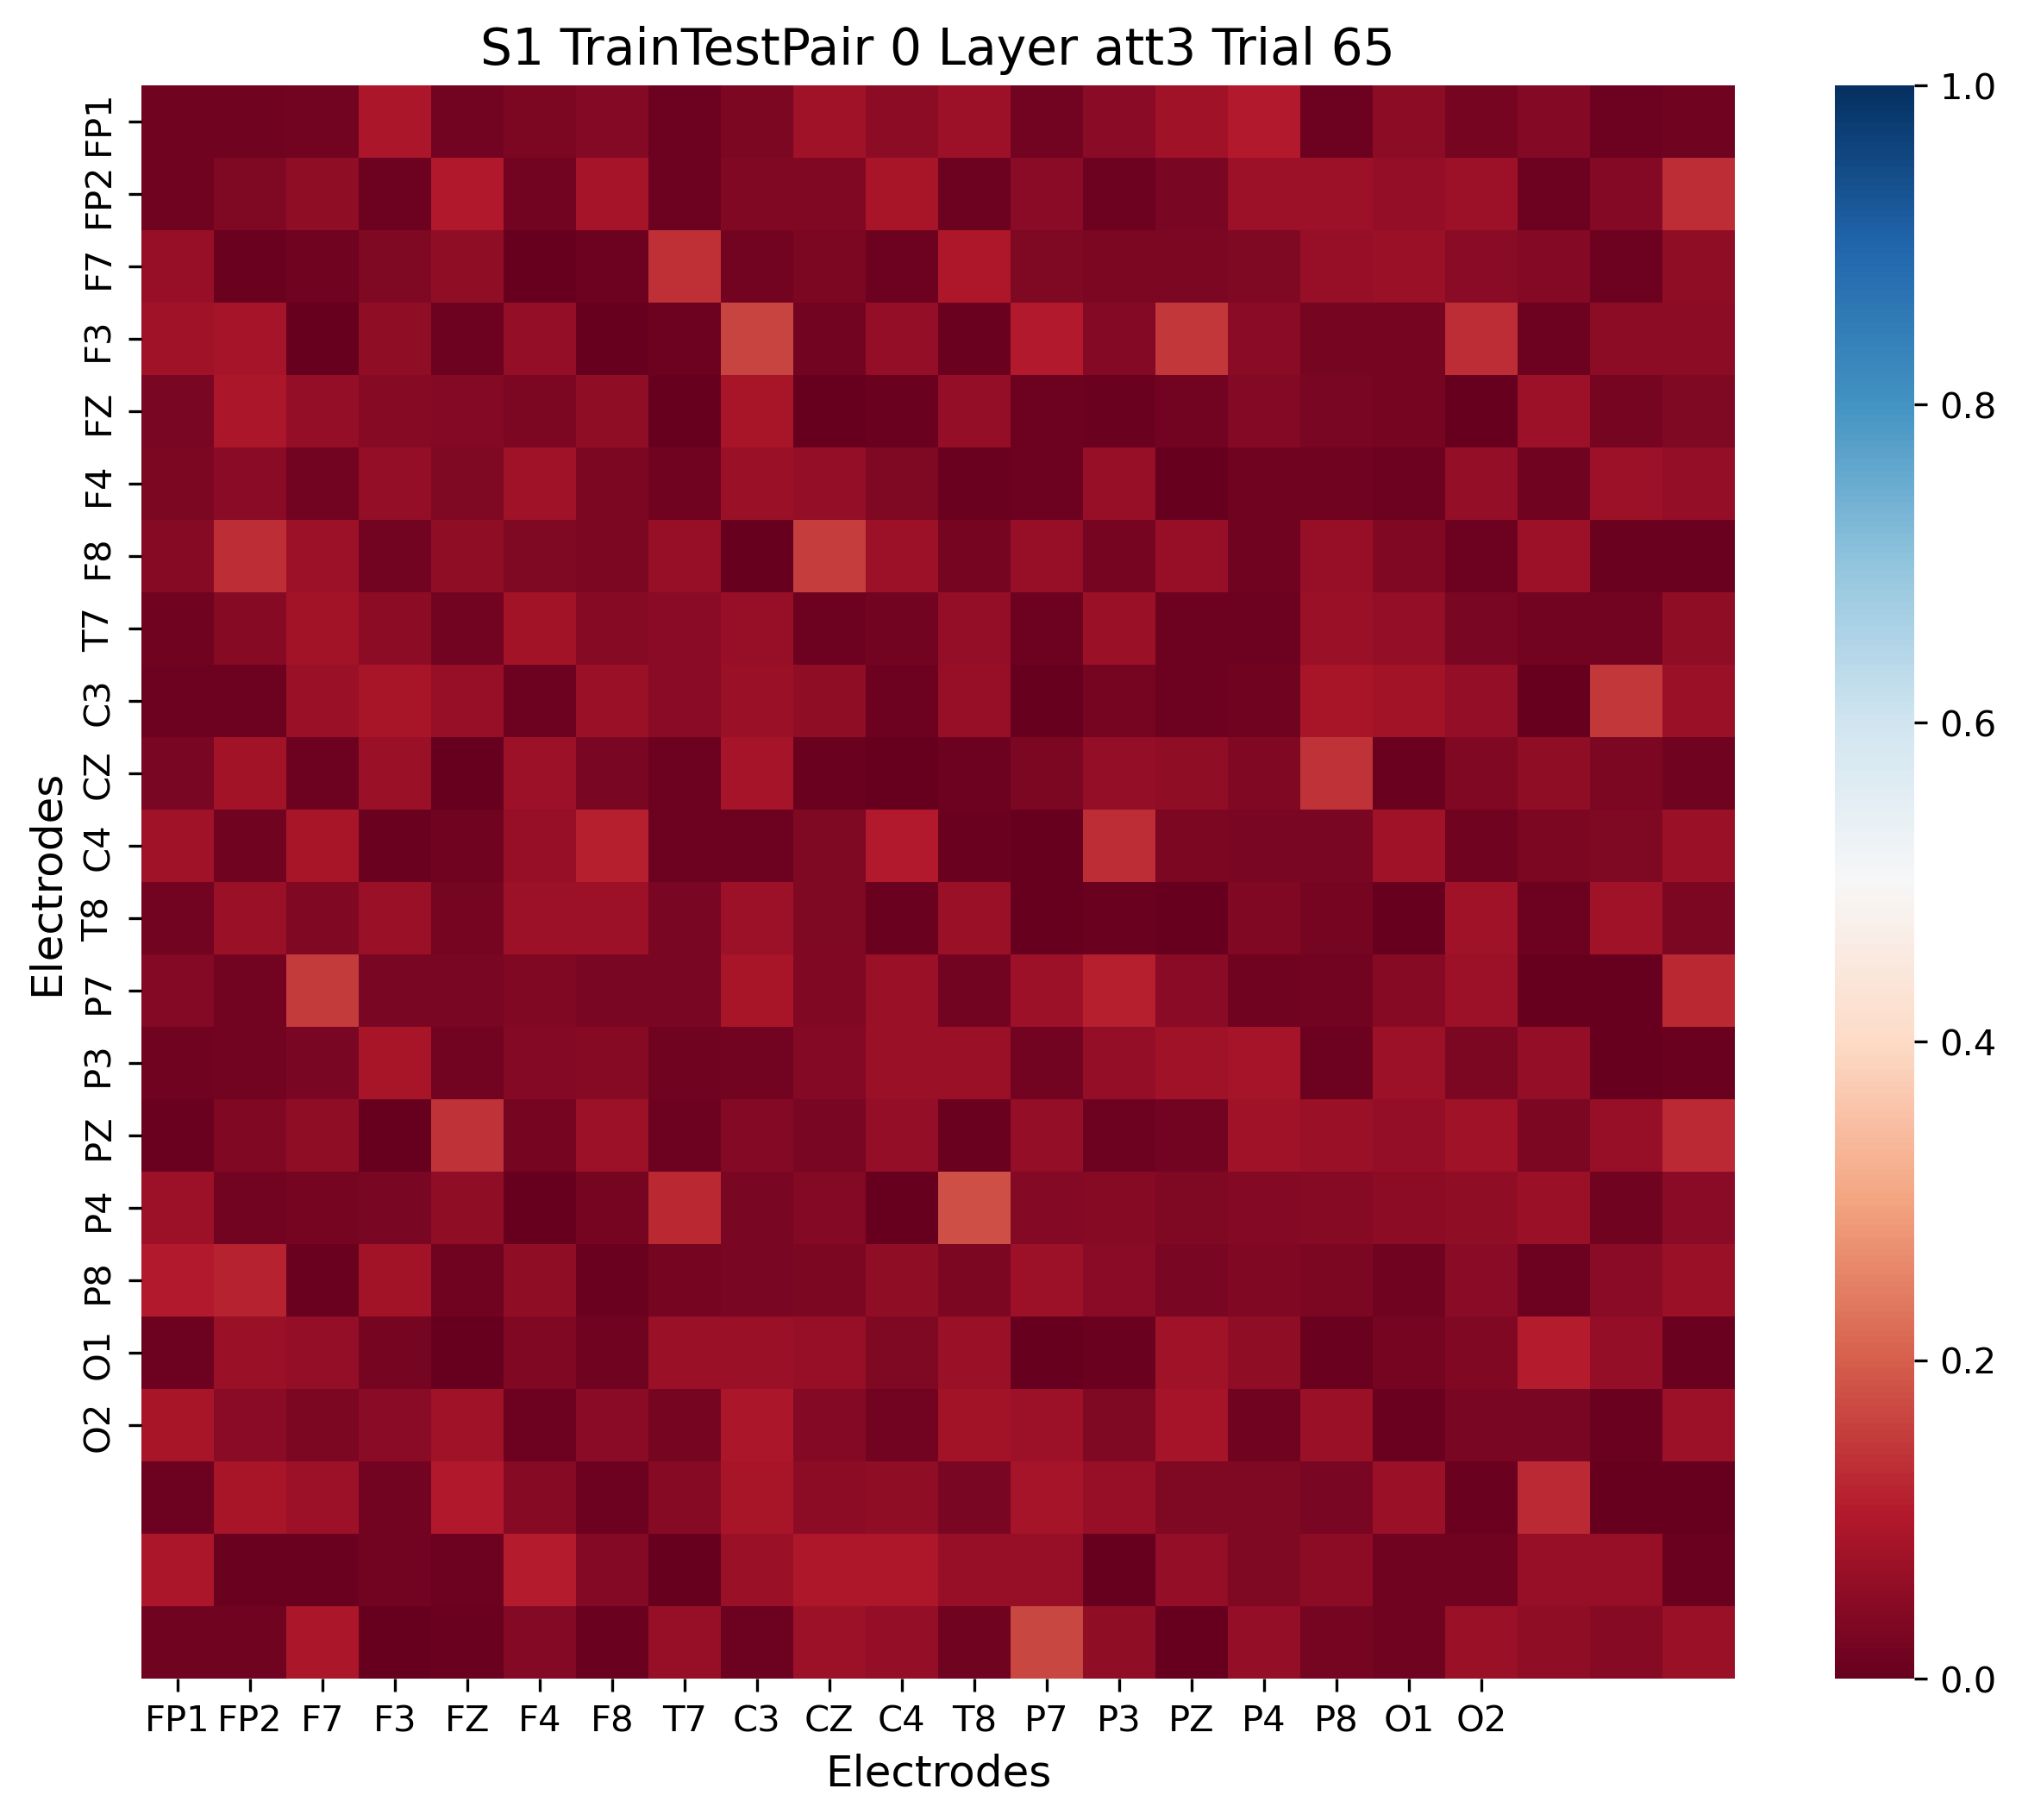 S1 TrainTestPair 0 Layer att3 Trial 65
Electrodes
FP1
FP2
F7
F3
FZ
F4
F8
T7
C3
CZ
C4
T8
P7
P3
PZ
P4
P8
O1
O2
FP1 FP2 F7 F3 FZ F4 F8 T7 C3 CZ C4 T8 P7 P3 PZ P4 P8 O1 O2
Electrodes
1.0
0.8
0.6
0.4
0.2
0.0